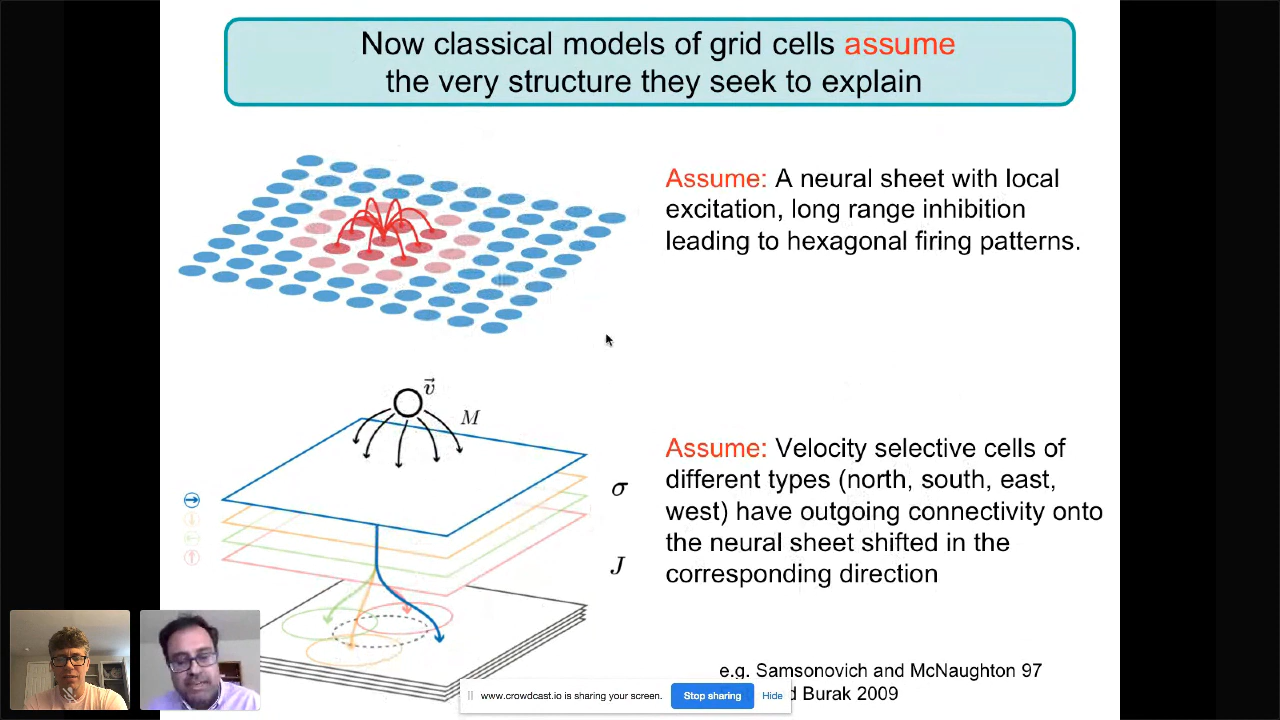 Now classical models of grid cells assume
the very structure they seek to explain
Assume: A neural sheet with local
excitation, long range inhibition
leading to hexagonal firing patterns.
v⃗
M
σ
J
Assume: Velocity selective cells of
different types (north, south, east,
west) have outgoing connectivity onto
the neural sheet shifted in the
corresponding direction
e.g. Samsonovich and McNaughton 97
Burak 2009
www.crowdcast.io is sharing your screen.
Stop sharing
Hide